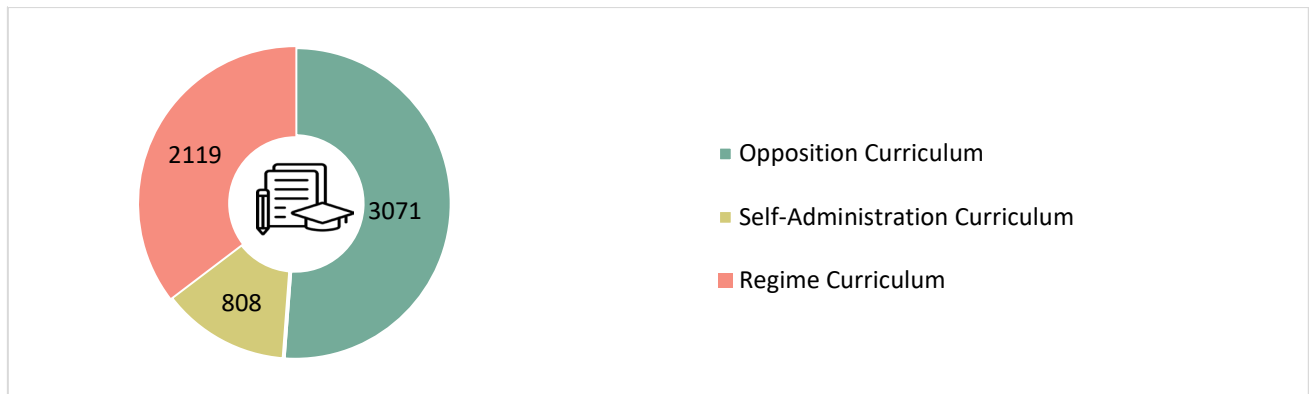 2119
3071
808
Opposition Curriculum
Self-Administration Curriculum
Regime Curriculum